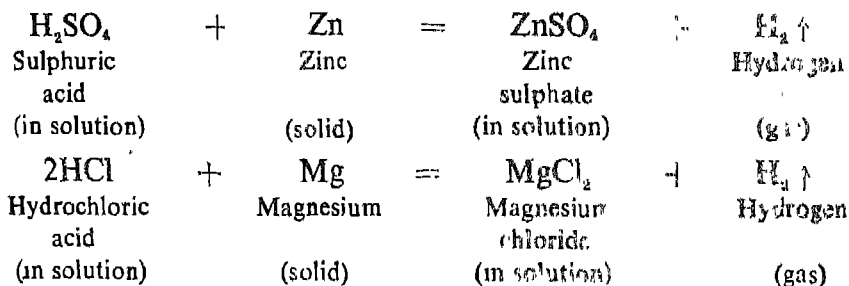 H₂SO₄ + Zn = ZnSO₄ + H₂ ↑
Sulphuric Zinc Zinc Hydrogen
acid sulphate
(in solution) (solid) (in solution) (gas)
2HCl + Mg = MgCl₂ + H₂ ↑
Hydrochloric Magnesium Magnesium Hydrogen
acid chloride
(in solution) (solid) (in solution) (gas)